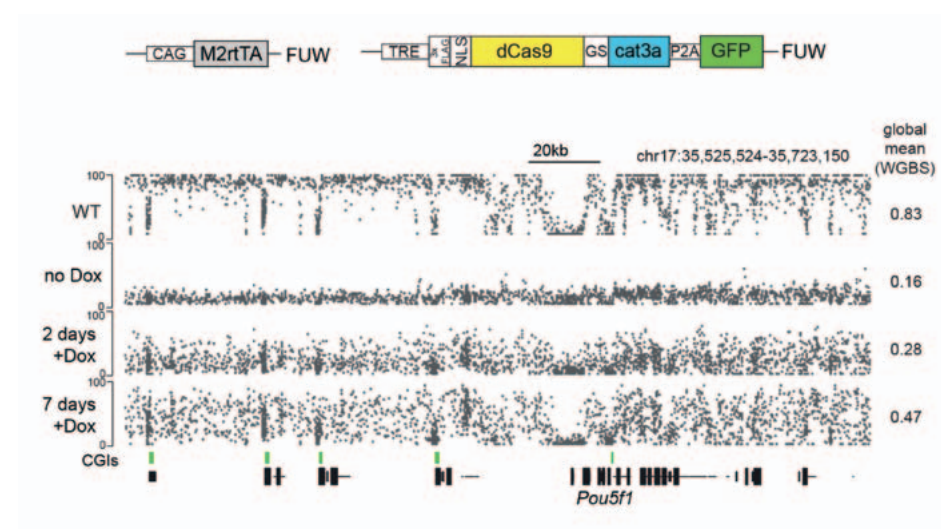 CAG M2rtTA FUW
TRE 3x FLAG NLS dCas9 GS cat3a P2A GFP FUW
20kb chr17:35,525,524-35,723,150
global
mean
(WGBS)
100
WT
0
0.83
100
no Dox
0
0.16
100
2 days
+Dox
0
0.28
100
7 days
+Dox
0
0.47
CGIs
Pou5f1